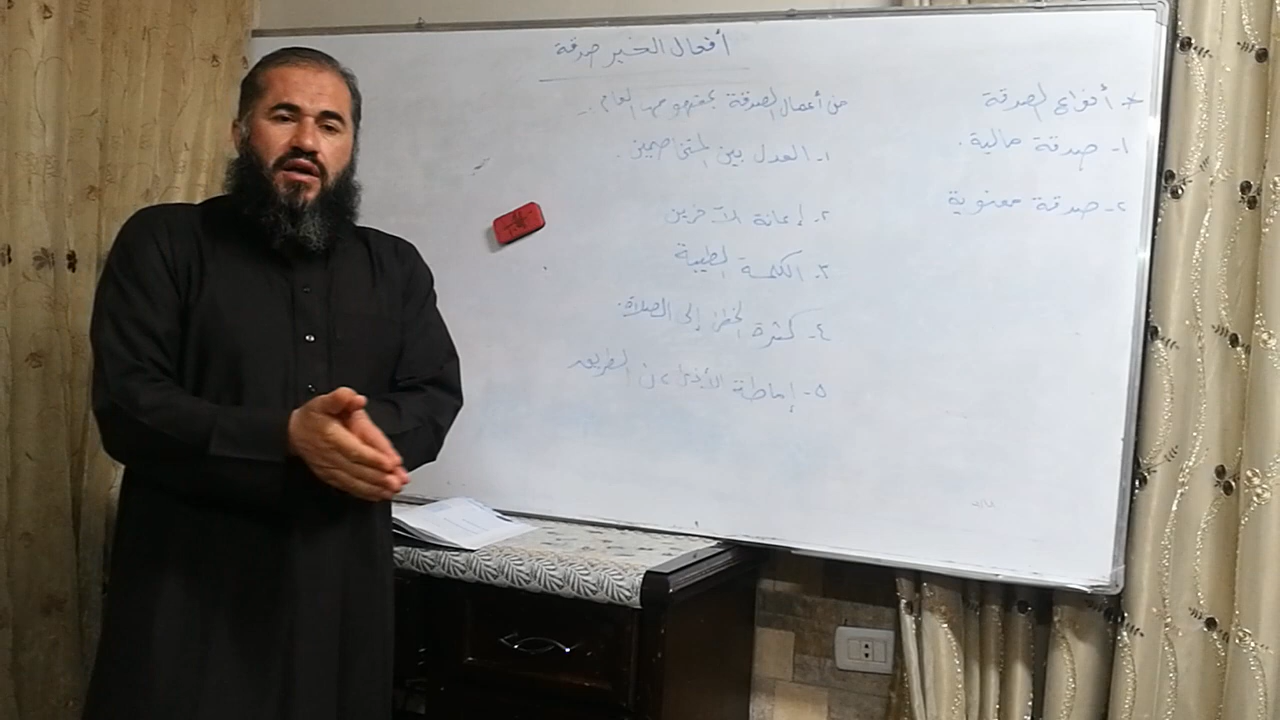 أفعال الخير صدقة
* أنواع الصدقة
١- صدقة مالية.
٢- صدقة معنوية
من أعمال الصدقة بمفهومها العام:-
١- العدل بين المتخاصمين.
٢- إعانة الآخرين
٣- الكلمة الطيبة
٤- كثرة الخطى إلى الصلاة.
٥- إماطة الأذى عن الطريق